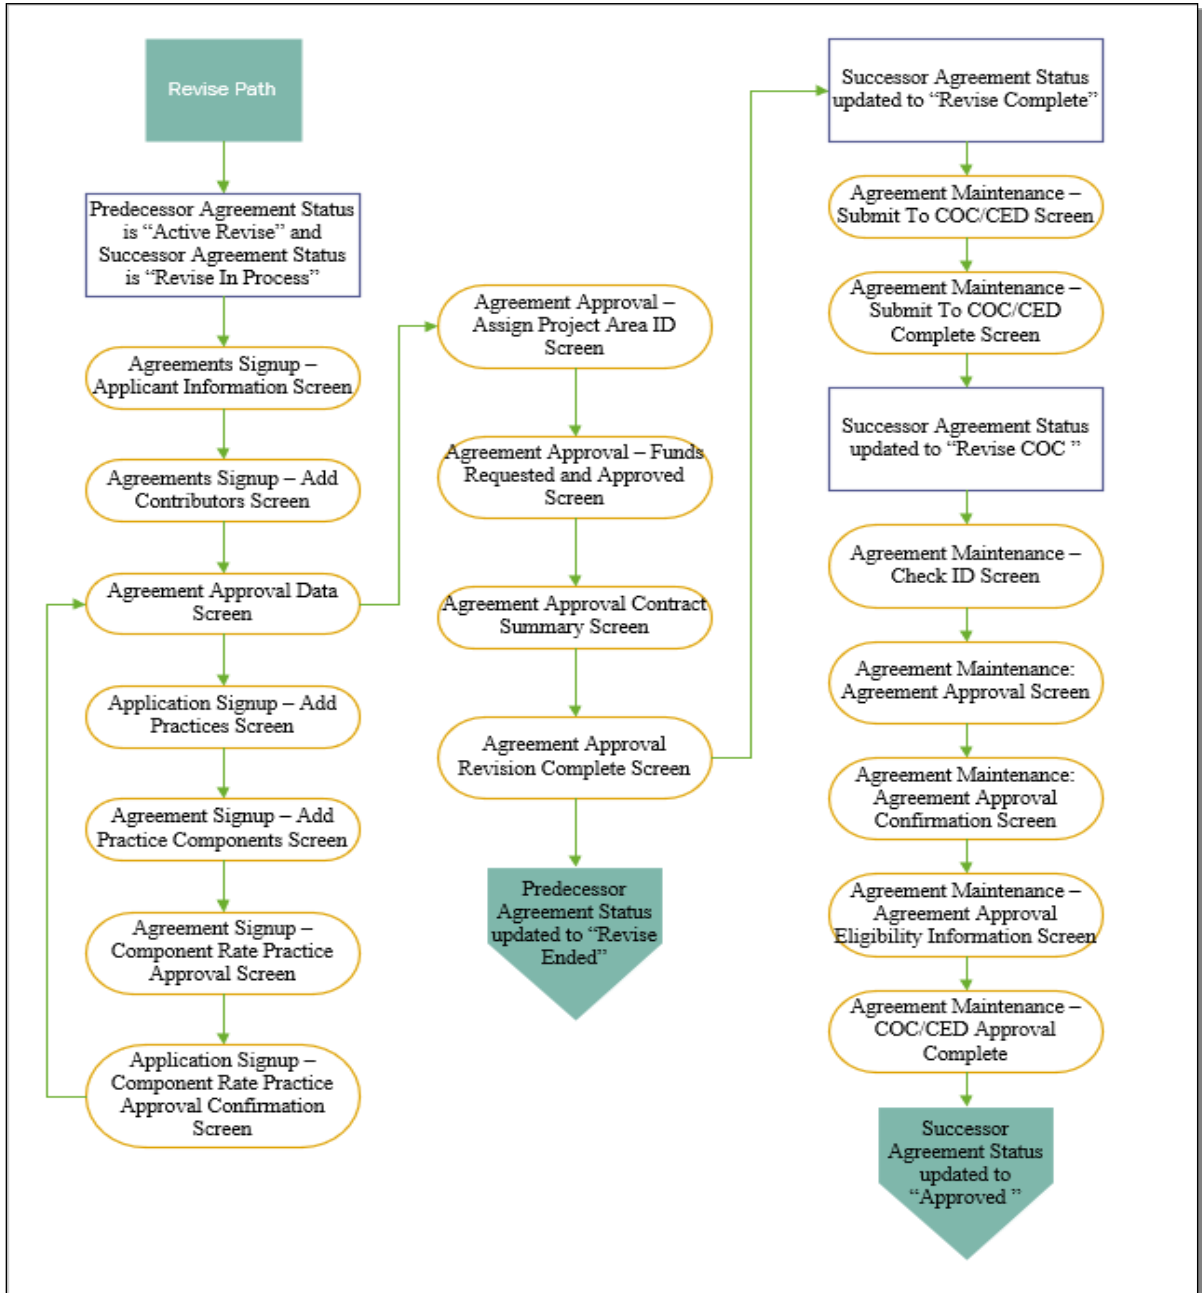 Revise Path
Predecessor Agreement Status
is “Active Revise” and
Successor Agreement Status
is “Revise In Process”
Agreements Signup –
Applicant Information Screen
Agreements Signup – Add
Contributors Screen
Agreement Approval Data
Screen
Application Signup – Add
Practices Screen
Agreement Signup – Add
Practice Components Screen
Agreement Signup –
Component Rate Practice
Approval Screen
Application Signup –
Component Rate Practice
Approval Confirmation
Screen
Agreement Approval –
Assign Project Area ID
Screen
Agreement Approval – Funds
Requested and Approved
Screen
Agreement Approval Contract
Summary Screen
Agreement Approval
Revision Complete Screen
Predecessor
Agreement Status
updated to “Revise
Ended”
Successor Agreement Status
updated to “Revise Complete”
Agreement Maintenance –
Submit To COC/CED Screen
Agreement Maintenance –
Submit To COC/CED
Complete Screen
Successor Agreement Status
updated to “Revise COC ”
Agreement Maintenance –
Check ID Screen
Agreement Maintenance:
Agreement Approval Screen
Agreement Maintenance:
Agreement Approval
Confirmation Screen
Agreement Maintenance –
Agreement Approval
Eligibility Information Screen
Agreement Maintenance –
COC/CED Approval
Complete
Successor
Agreement Status
updated to
“Approved ”